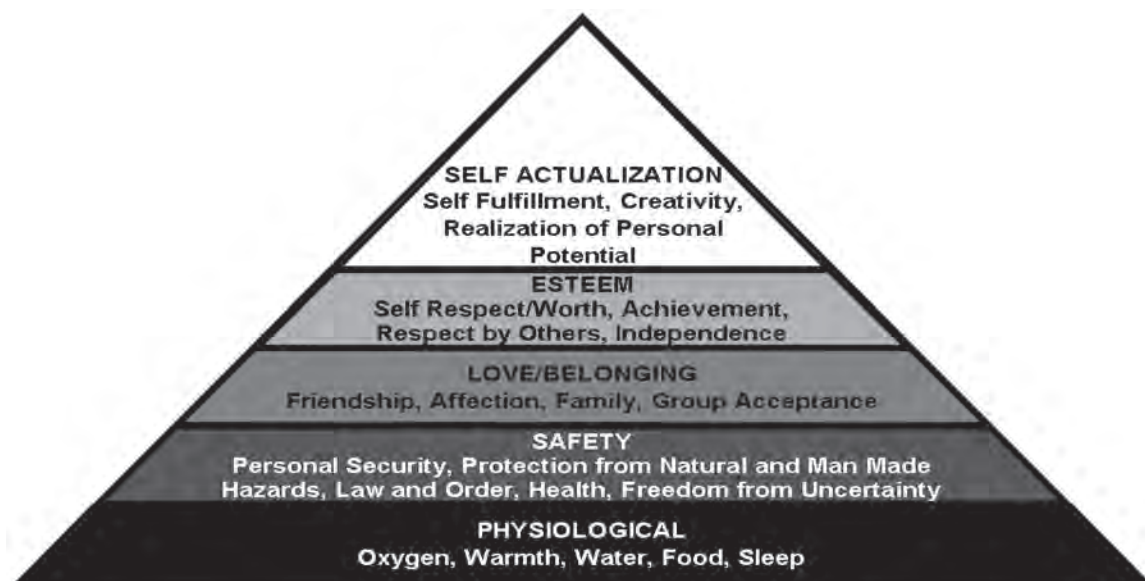 SELF ACTUALIZATION
Self Fulfillment, Creativity,
Realization of Personal
Potential
ESTEEM
Self Respect/Worth, Achievement,
Respect by Others, Independence
LOVE/BELONGING
Friendship, Affection, Family, Group Acceptance
SAFETY
Personal Security, Protection from Natural and Man Made
Hazards, Law and Order, Health, Freedom from Uncertainty
PHYSIOLOGICAL
Oxygen, Warmth, Water, Food, Sleep